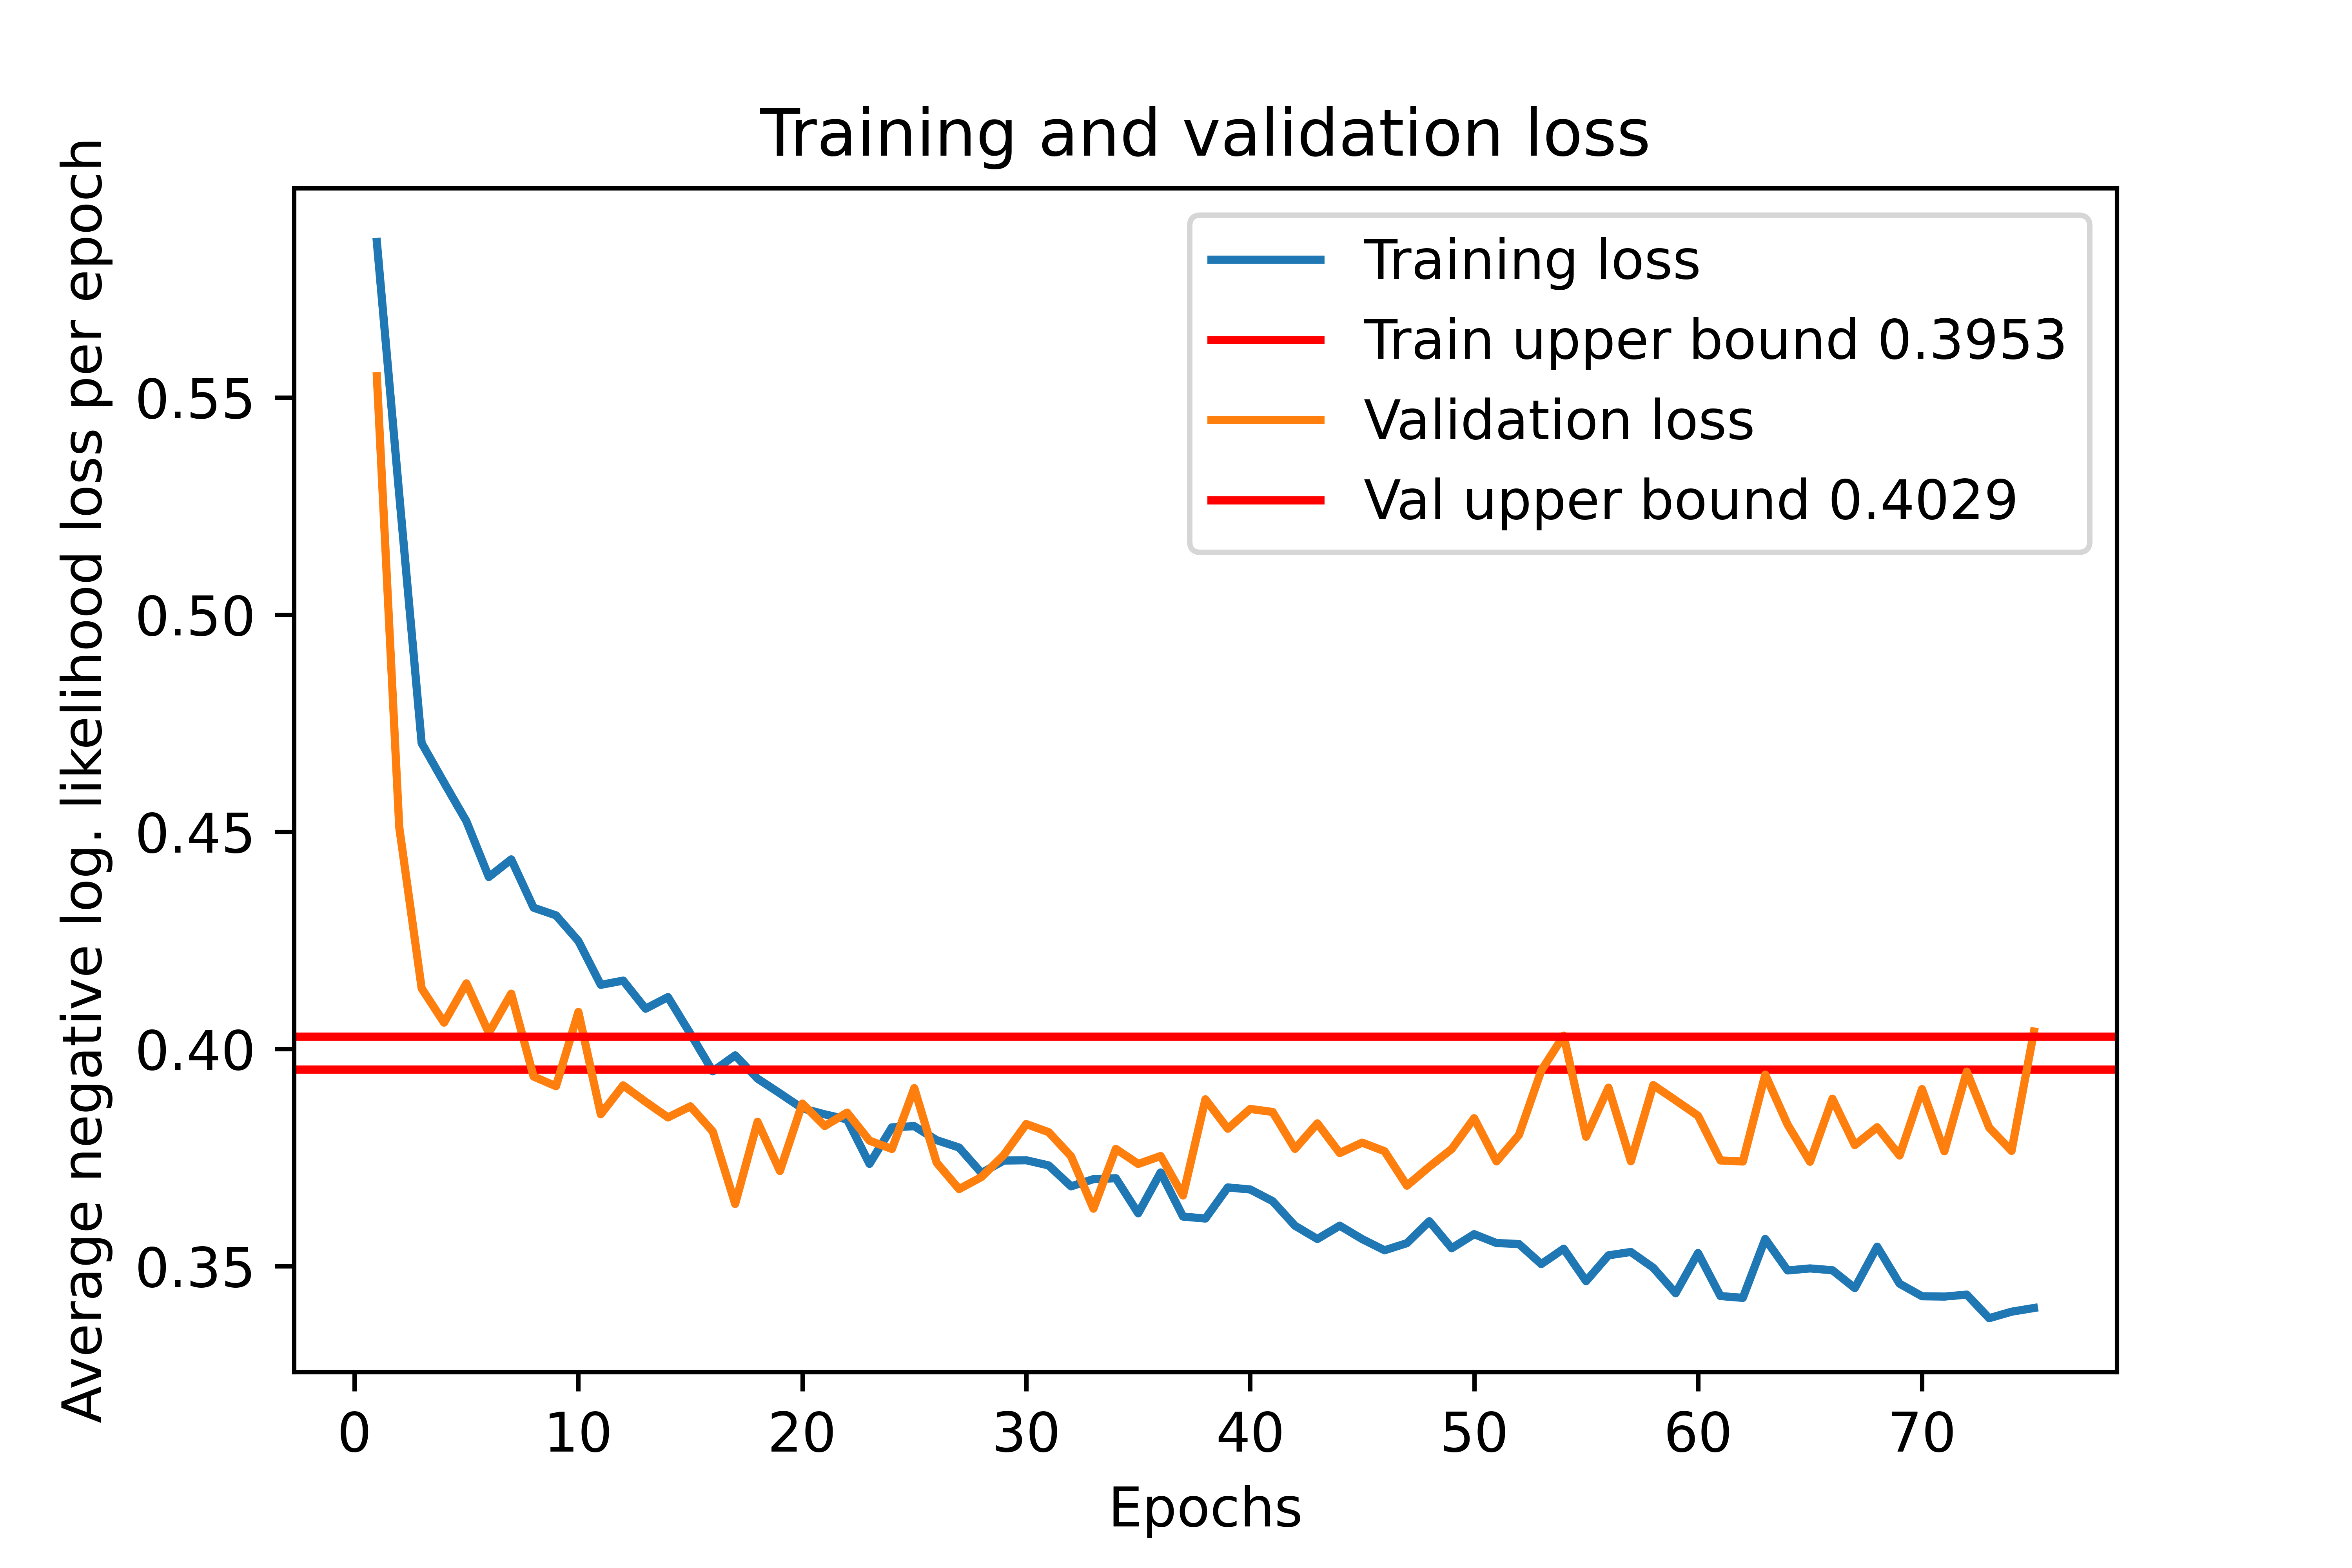 Training and validation loss
Average negative log. likelihood loss per epoch
0.55
0.50
0.45
0.40
0.35
Training loss
Train upper bound 0.3953
Validation loss
Val upper bound 0.4029
0 10 20 30 40 50 60 70
Epochs